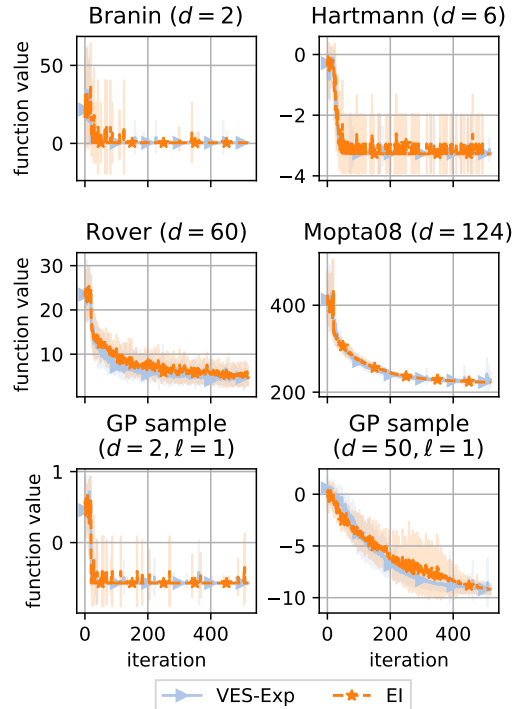 Branin (d = 2)
Hartmann (d = 6)
function value
50
0
0
−2
−4
Rover (d = 60)
Mopta08 (d = 124)
function value
30
20
10
400
200
GP sample
(d = 2, ℓ = 1)
GP sample
(d = 50, ℓ = 1)
function value
1
0
0
−5
−10
0 200 400
0 200 400
iteration
iteration
VES-Exp EI